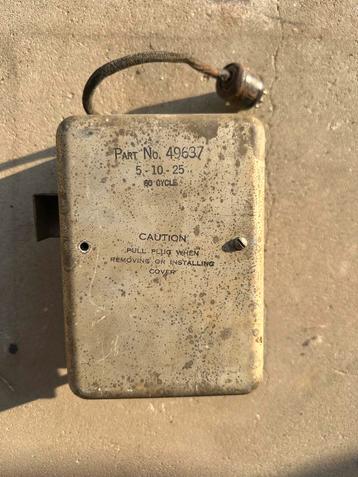 PART No. 49637
5.-10.-25
60 CYCLE
CAUTION
PULL PLUG WHEN
REMOVING OR INSTALLING
COVER